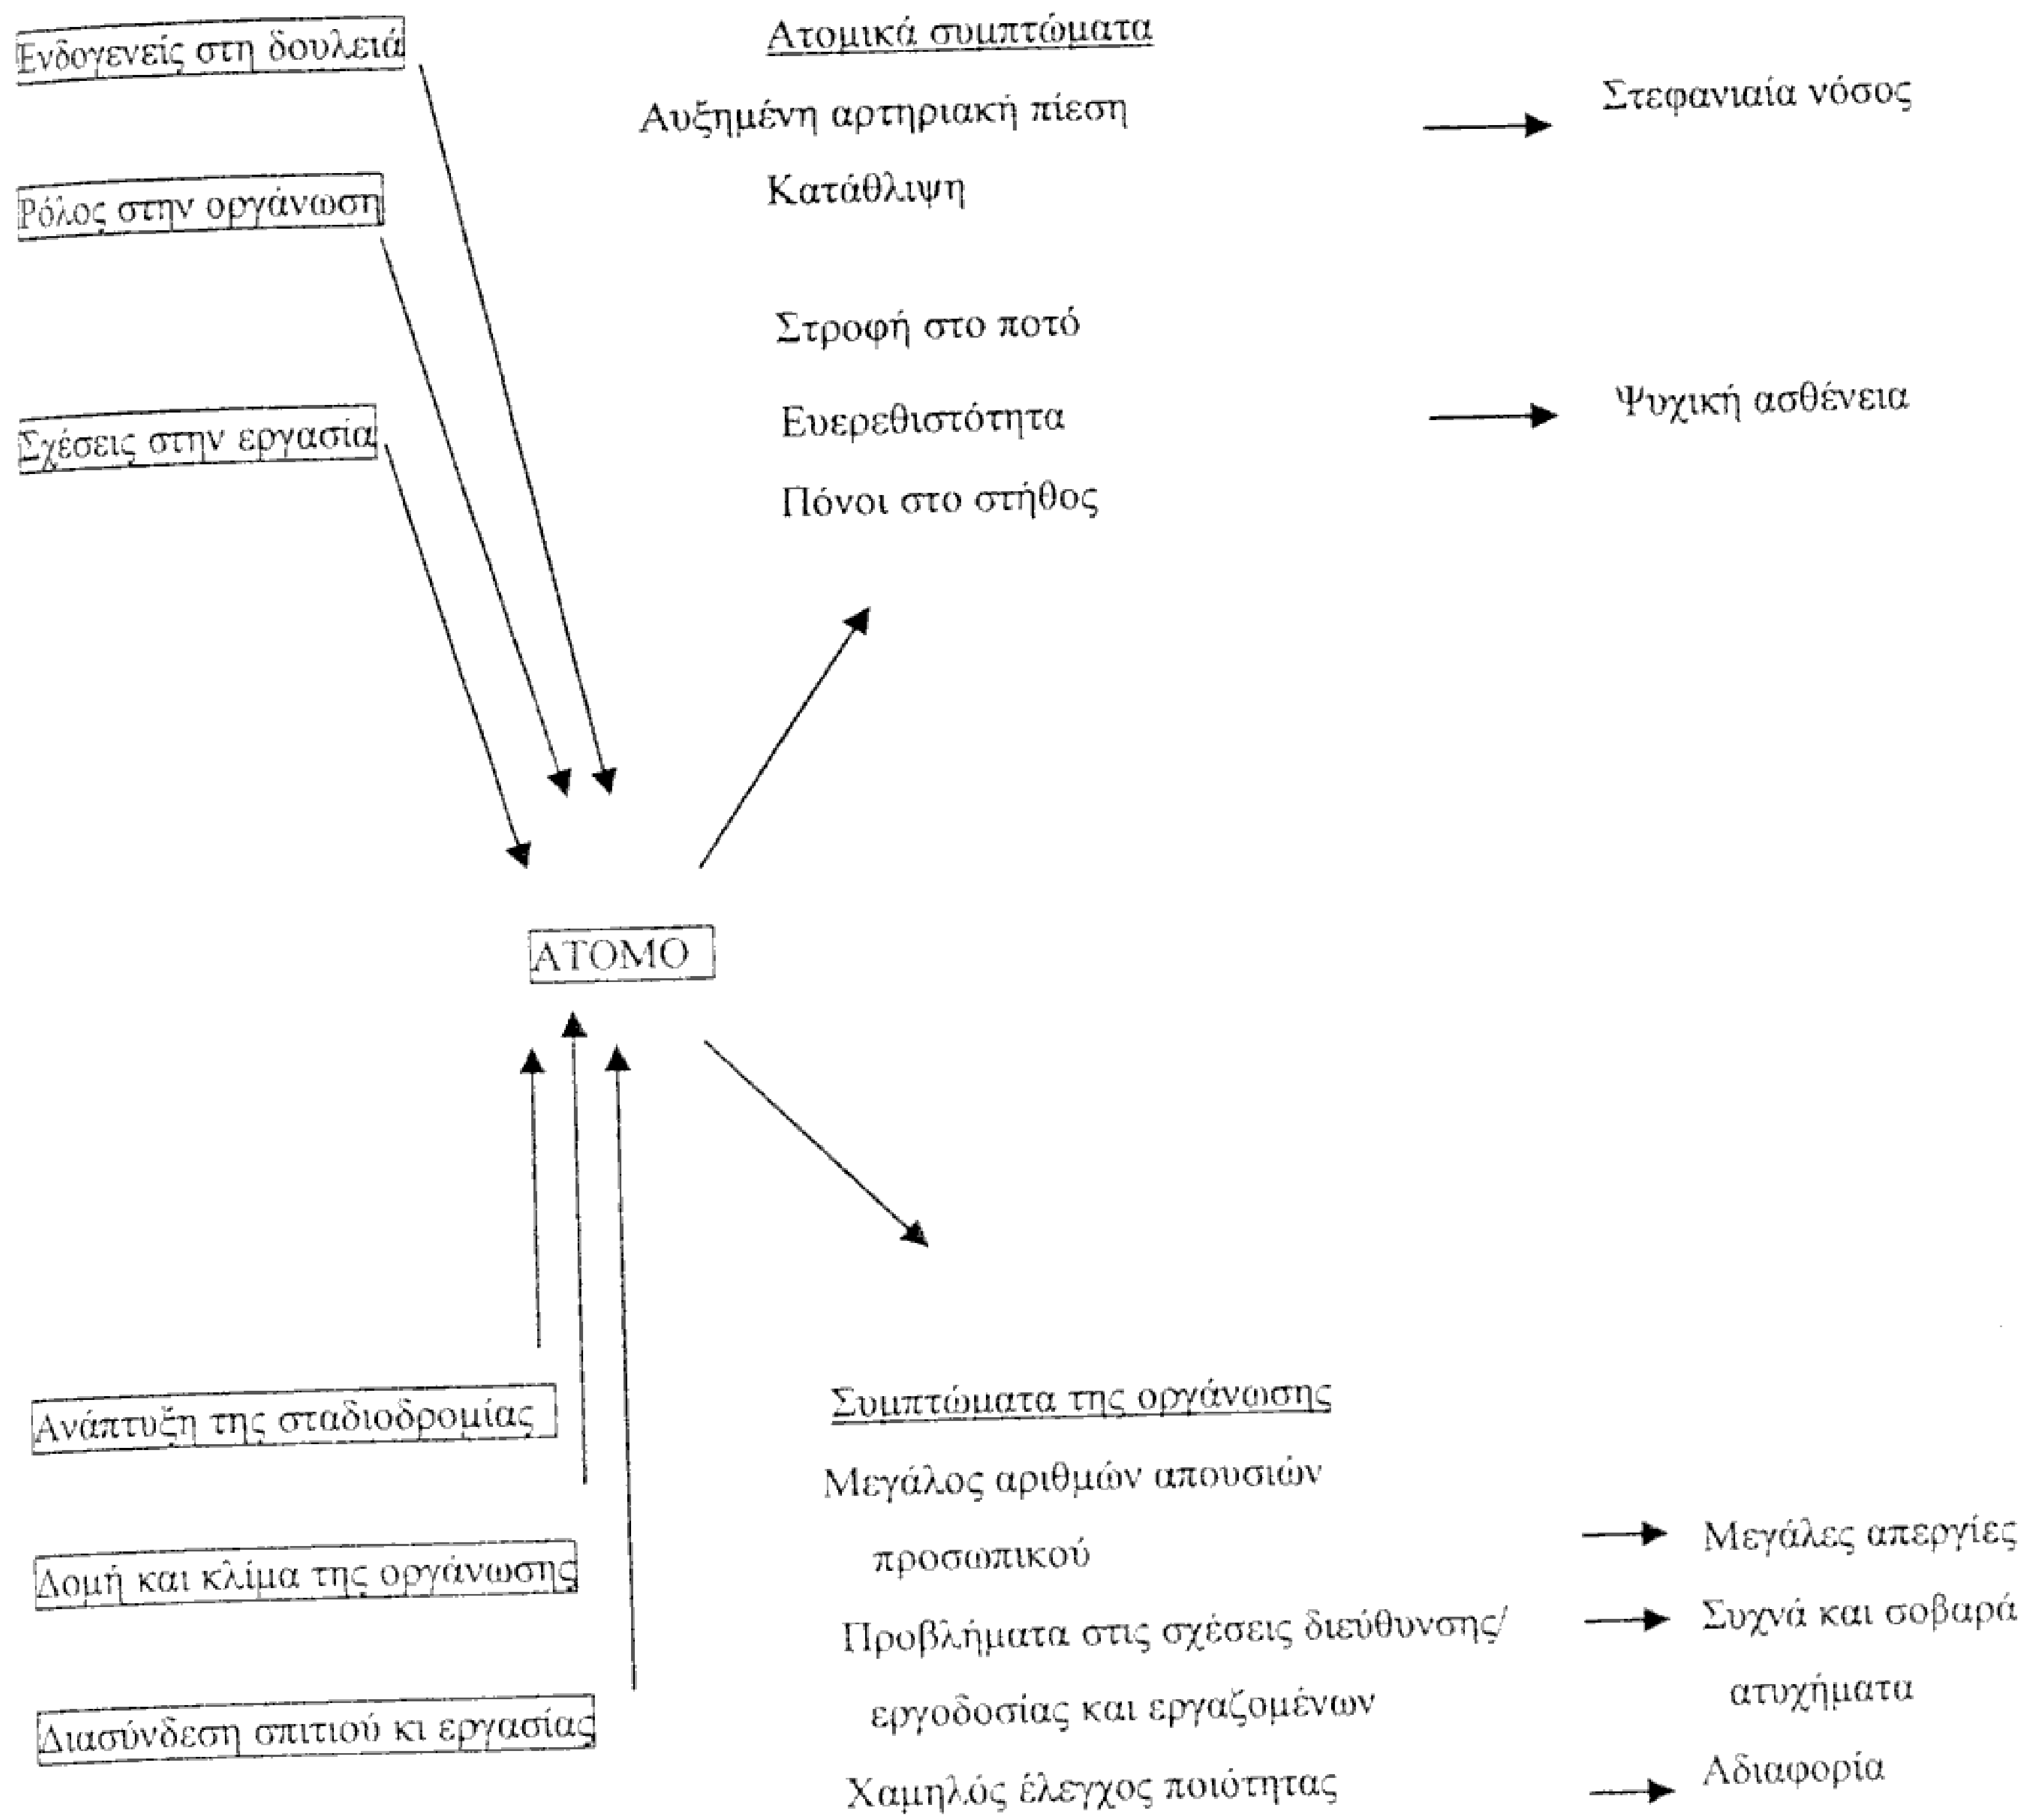 Ενδογενείς στη δουλειά
Ρόλος στην οργάνωση
Σχέσεις στην εργασία
Ατομικά συμπτώματα
Αυξημένη αρτηριακή πίεση
Κατάθλιψη
Στροφή στο ποτό
Ευερεθιστότητα
Πόνοι στο στήθος
Στεφανιαία νόσος
Ψυχική ασθένεια
ΑΤΟΜΟ
Ανάπτυξη της σταδιοδρομίας
Δομή και κλίμα της οργάνωσης
Διασύνδεση σπιτιού κι εργασίας
Συμπτώματα της οργάνωσης
Μεγάλος αριθμών απουσιών
προσωπικού
Προβλήματα στις σχέσεις διεύθυνσης/
εργοδοσίας και εργαζομένων
Χαμηλός έλεγχος ποιότητας
Μεγάλες απεργίες
Συχνά και σοβαρά
ατυχήματα
Αδιαφορία